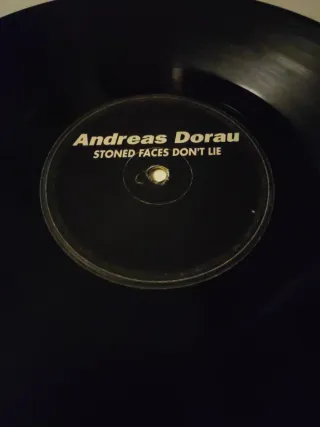 Andreas Dorau
STONED FACES DON'T LIE